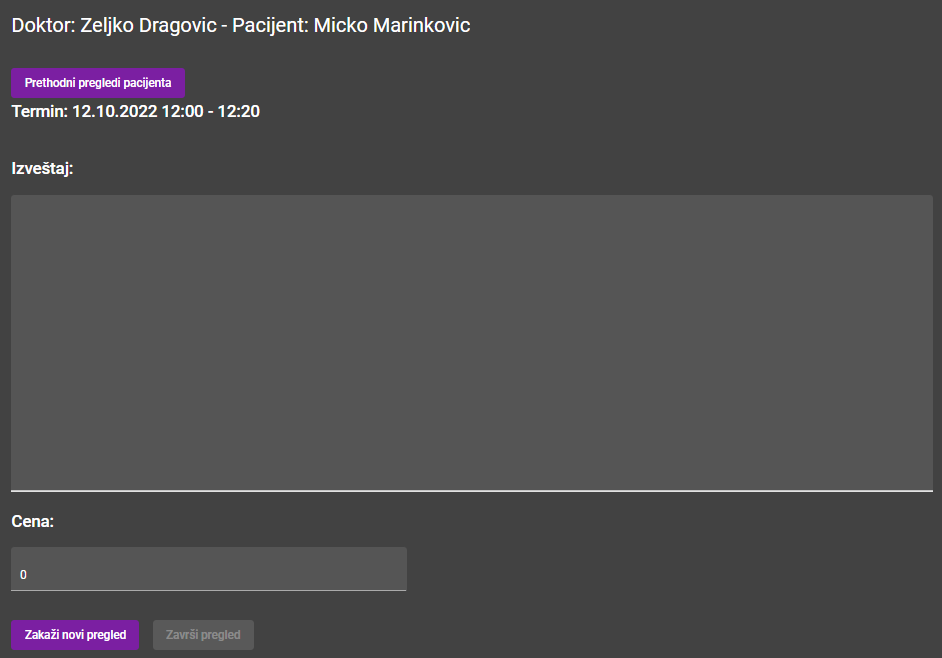 Doktor: Zeljko Dragovic - Pacijent: Micko Marinkovic
Prethodni pregledi pacijenta
Termin: 12.10.2022 12:00 - 12:20
Izveštaj:
Cena:
0
Zakaži novi pregled Završi pregled